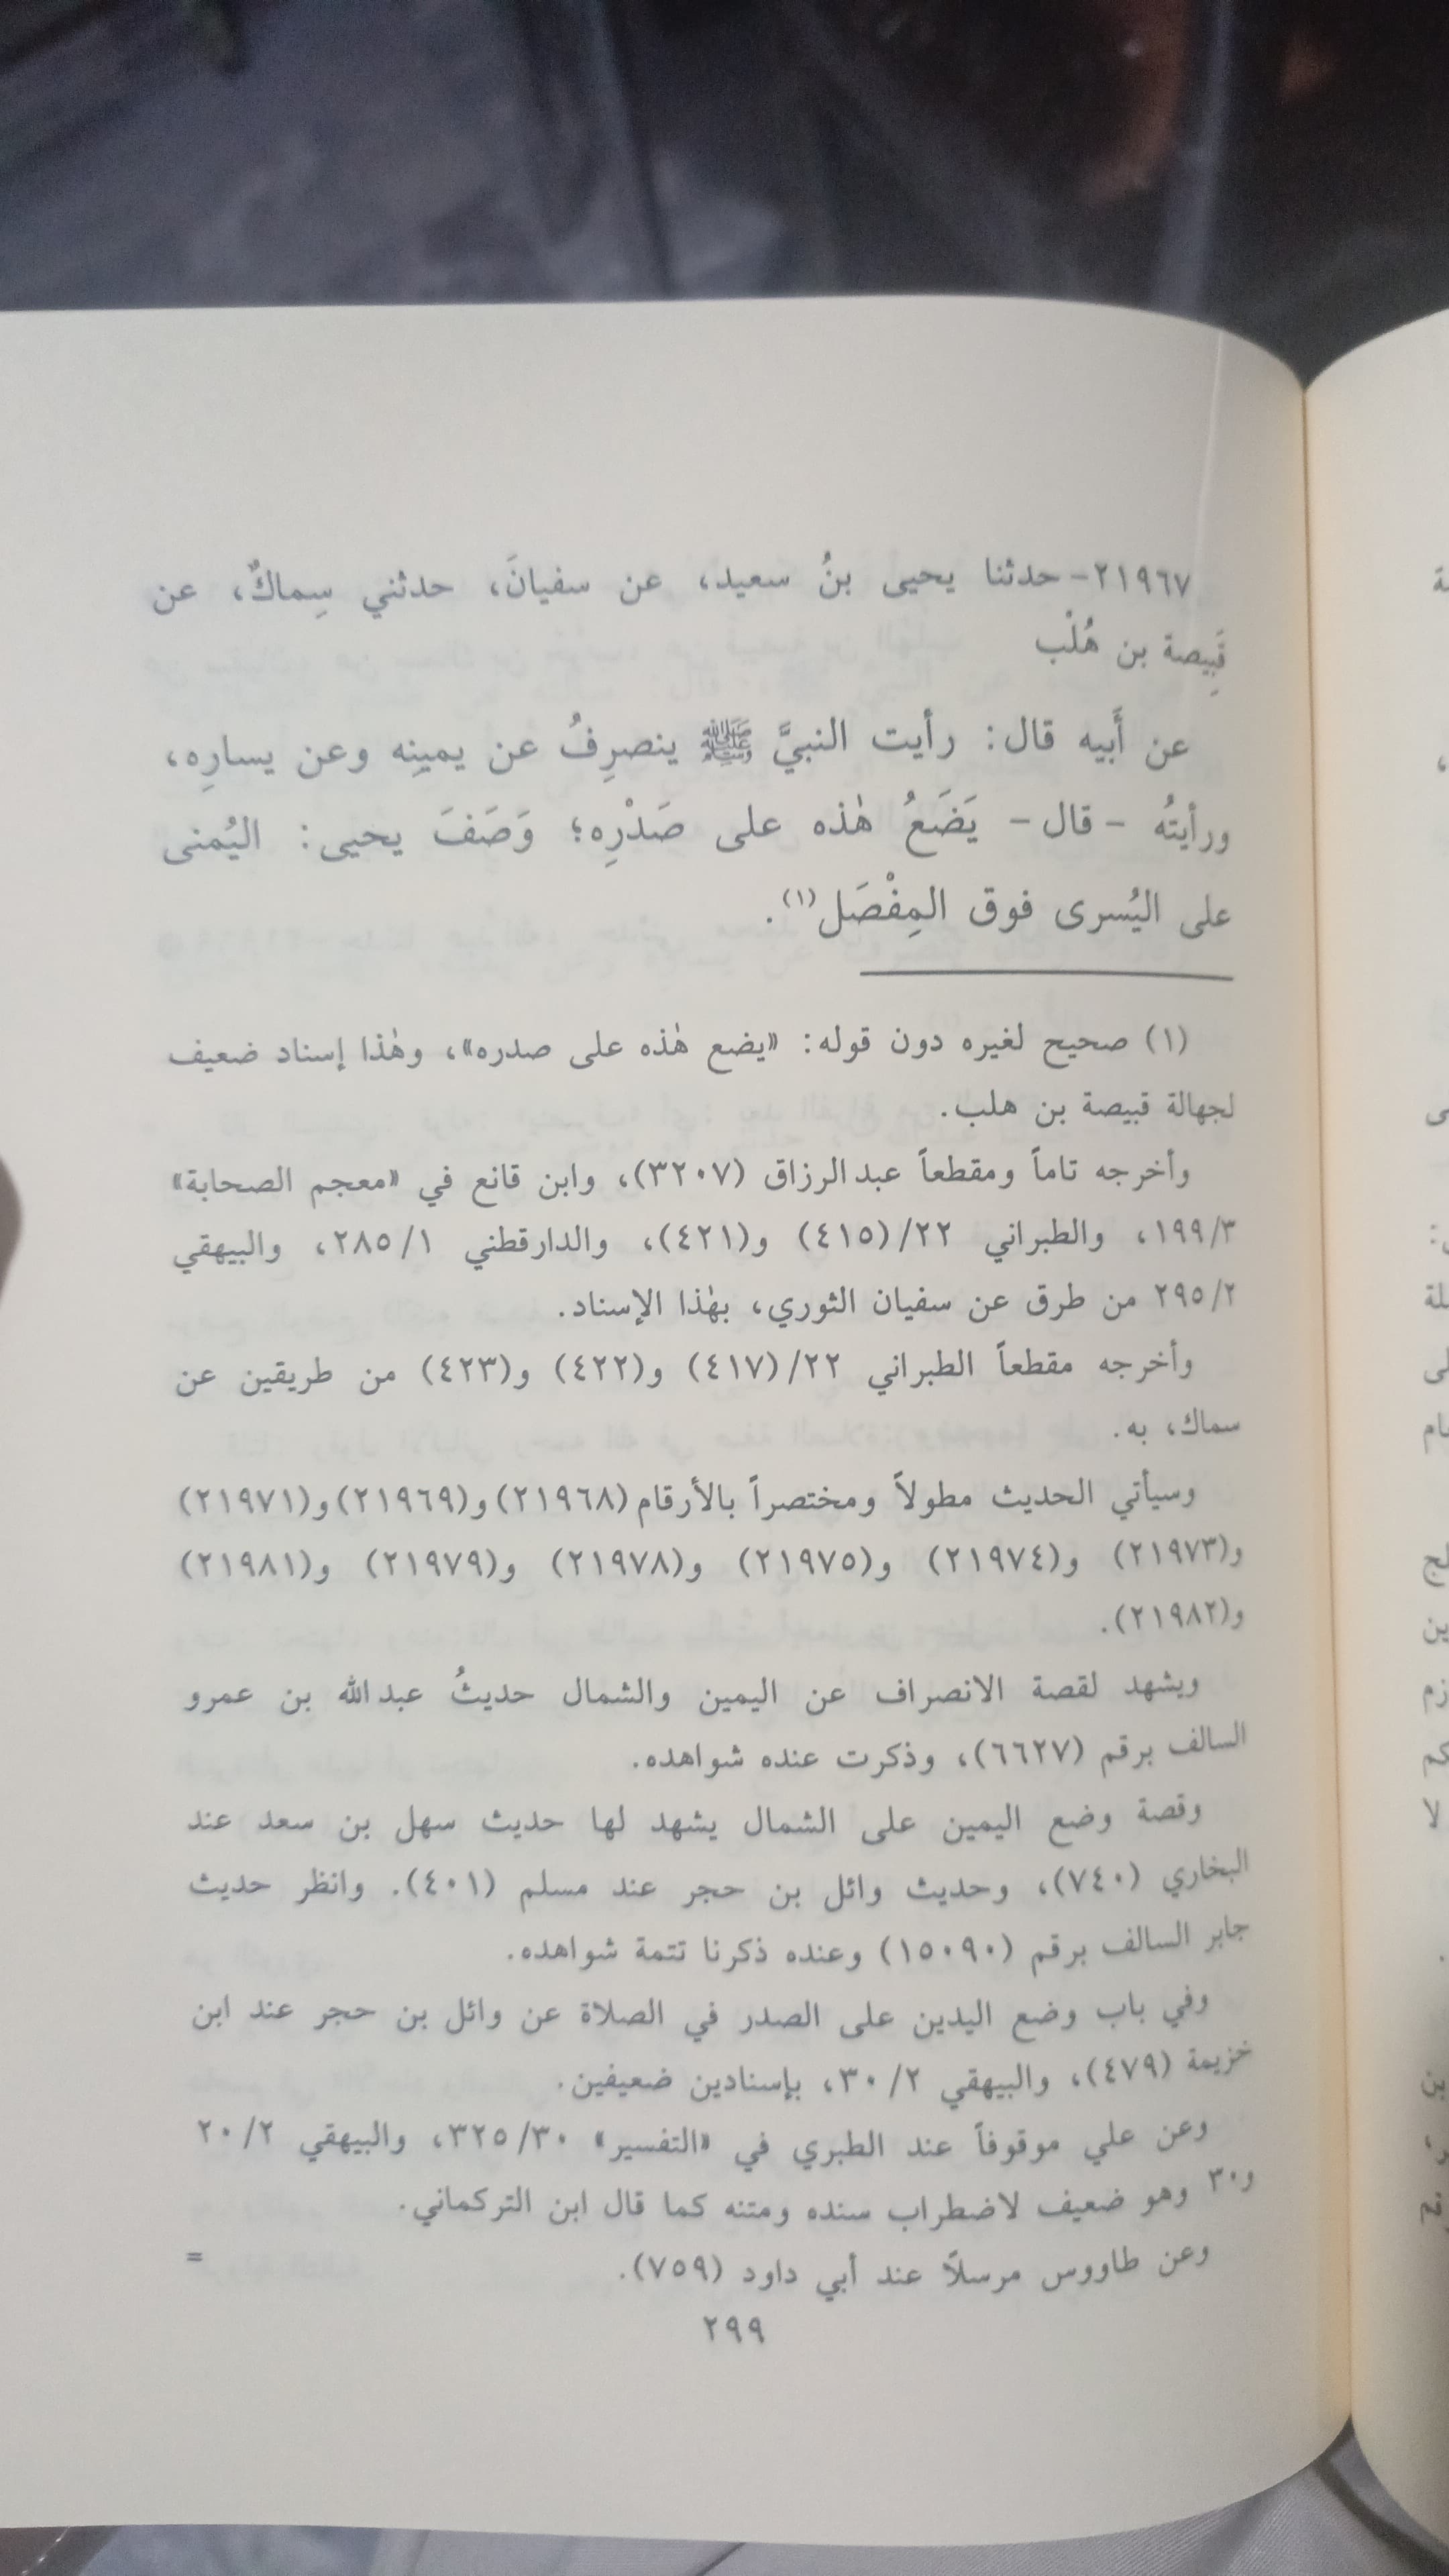 ٢١٩٦٧- حدثنا يحيى بنُ سعيد، عن سفيانَ، حدثني سِماكٌ، عن
قَبِيصة بن هُلْب
عن أَبيه قال: رأيت النبيَّ ﷺ ينصرِفُ عن يمينِه وعن يسارِه،
ورأيتُه - قال - يَضَعُ هٰذه على صَدْرِه؛ وَصَفَ يحيى: اليُمنى
على اليُسرى فوق المِفْصَل(١).
(١) صحيح لغيره دون قوله: «يضع هٰذه على صدره»، وهٰذا إسناد ضعيف
لجهالة قبيصة بن هلب.
وأخرجه تاماً ومقطعاً عبدالرزاق (٣٢٠٧)، وابن قانع في «معجم الصحابة»
١٩٩/٣، والطبراني ٢٢/(٤١٥) و(٤٢١)، والدارقطني ٢٨٥/١، والبيهقي
٢٩٥/٢ من طرق عن سفيان الثوري، بهٰذا الإسناد.
وأخرجه مقطعاً الطبراني ٢٢/(٤١٧) و(٤٢٢) و(٤٢٣) من طريقين عن
سماك، به.
وسيأتي الحديث مطولاً ومختصراً بالأرقام (٢١٩٦٨) و(٢١٩٦٩) و(٢١٩٧١)
و(٢١٩٧٣) و(٢١٩٧٤) و(٢١٩٧٥) و(٢١٩٧٨) و(٢١٩٧٩) و(٢١٩٨١)
و(٢١٩٨٢).
ويشهد لقصة الانصراف عن اليمين والشمال حديثُ عبدالله بن عمرو
السالف برقم (٦٦٢٧)، وذكرت عنده شواهده.
وقصة وضع اليمين على الشمال يشهد لها حديث سهل بن سعد عند
البخاري (٧٤٠)، وحديث وائل بن حجر عند مسلم (٤٠١). وانظر حديث
جابر السالف برقم (١٥٠٩٠) وعنده ذكرنا تتمة شواهده.
وفي باب وضع اليدين على الصدر في الصلاة عن وائل بن حجر عند ابن
خزيمة (٤٧٩)، والبيهقي ٣٠/٢، بإسنادين ضعيفين.
وعن علي موقوفاً عند الطبري في «التفسير» ٣٢٥/٣٠، والبيهقي ٢٠/٢
و٣٠ وهو ضعيف لاضطراب سنده ومتنه كما قال ابن التركماني.
وعن طاووس مرسلاً عند أبي داود (٧٥٩). =
٢٩٩